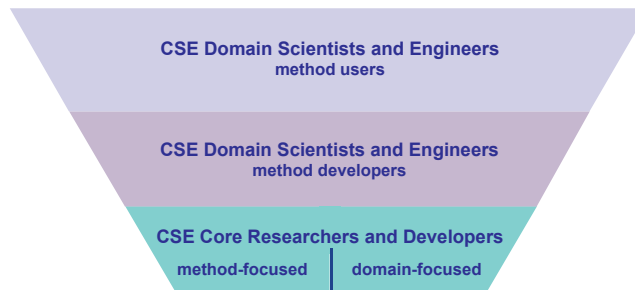 CSE Domain Scientists and Engineers
method users
CSE Domain Scientists and Engineers
method developers
CSE Core Researchers and Developers
method-focused domain-focused